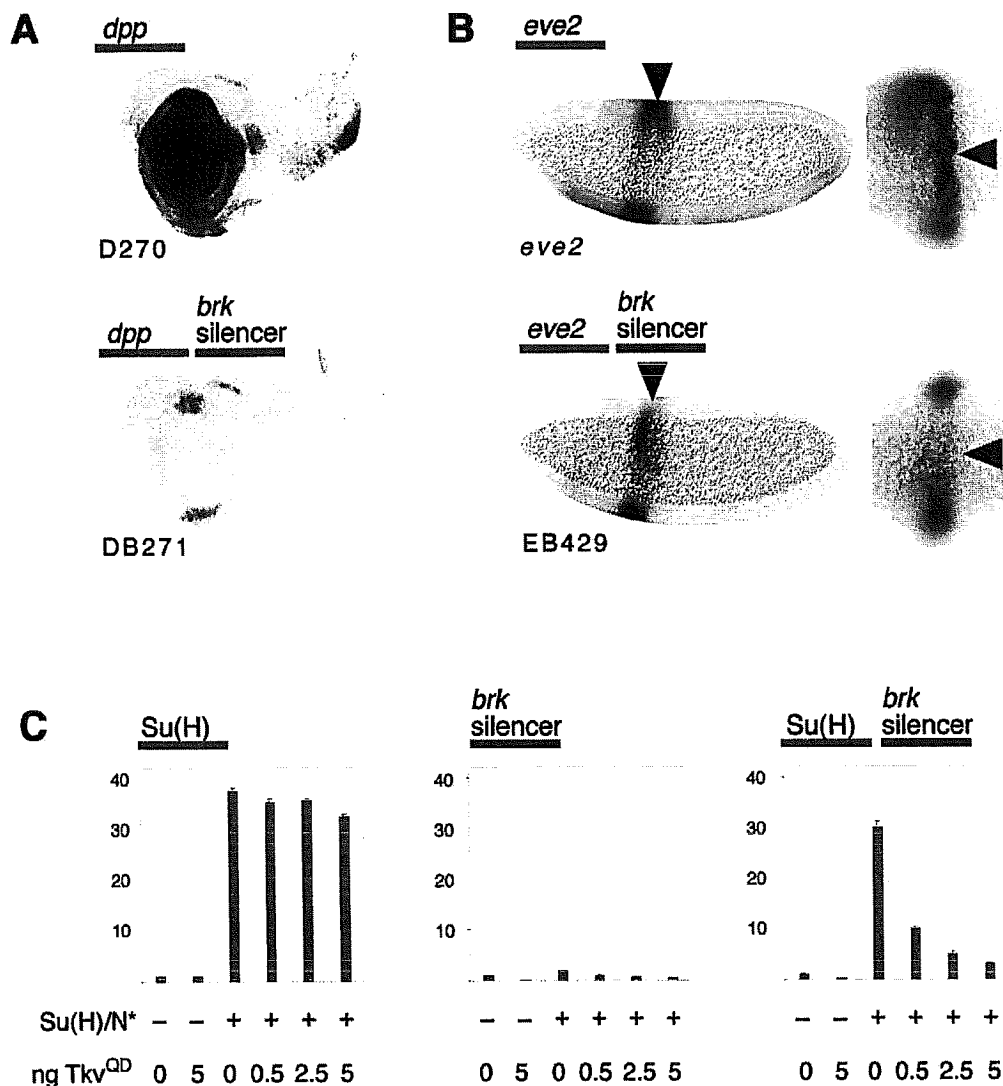 A
dpp
D270
dpp
brk
silencer
DB271
B
eve2
eve2
eve2
brk
silencer
EB429
C
Su(H)
40
30
20
10
brk
silencer
40
30
20
10
Su(H)
brk
silencer
40
30
20
10
Su(H)/N* – – + + + + – – + + + + – – + + + +
ng Tkv^QD 0 5 0 0.5 2.5 5 0 5 0 0.5 2.5 5 0 5 0 0.5 2.5 5